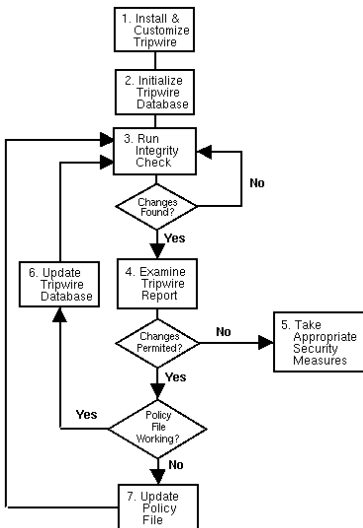 1. Install &
Customize
Tripwire
2. Initialize
Tripwire
Database
3. Run
Integrity
Check
No
Changes
Found?
Yes
6. Update
Tripwire
Database
4. Examine
Tripwire
Report
Changes
Permitted?
No
5. Take
Appropriate
Security
Measures
Yes
Yes
Policy
File
Working?
No
7. Update
Policy
File